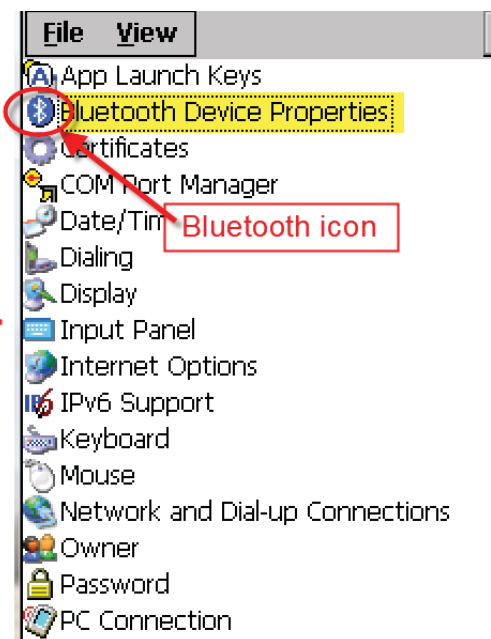 File View
App Launch Keys
Bluetooth Device Properties
Certificates
COM Port Manager
Date/Tim
Bluetooth icon
Dialing
Display
Input Panel
Internet Options
IPv6 Support
Keyboard
Mouse
Network and Dial-up Connections
Owner
Password
PC Connection